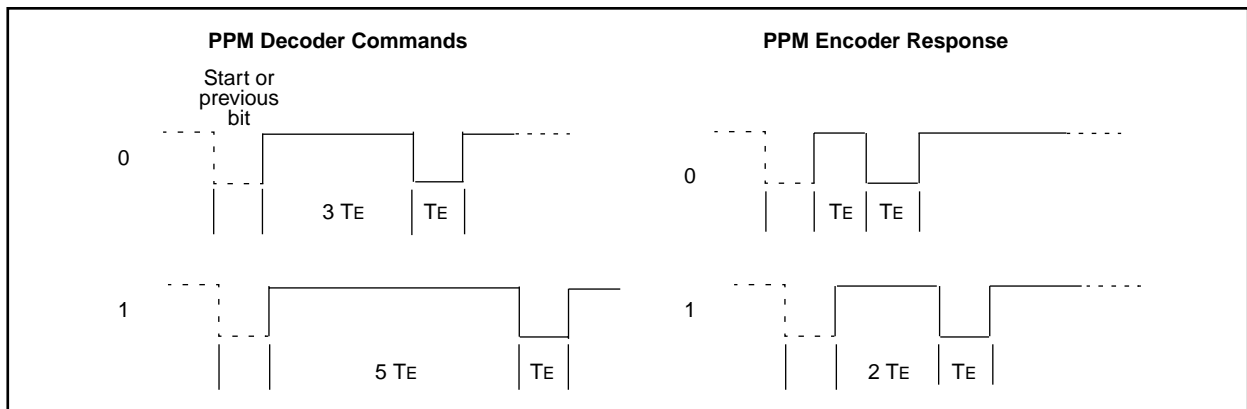 PPM Decoder Commands
PPM Encoder Response
Start or
previous
bit
0
3 TE
TE
0
TE
TE
1
5 TE
TE
1
2 TE
TE